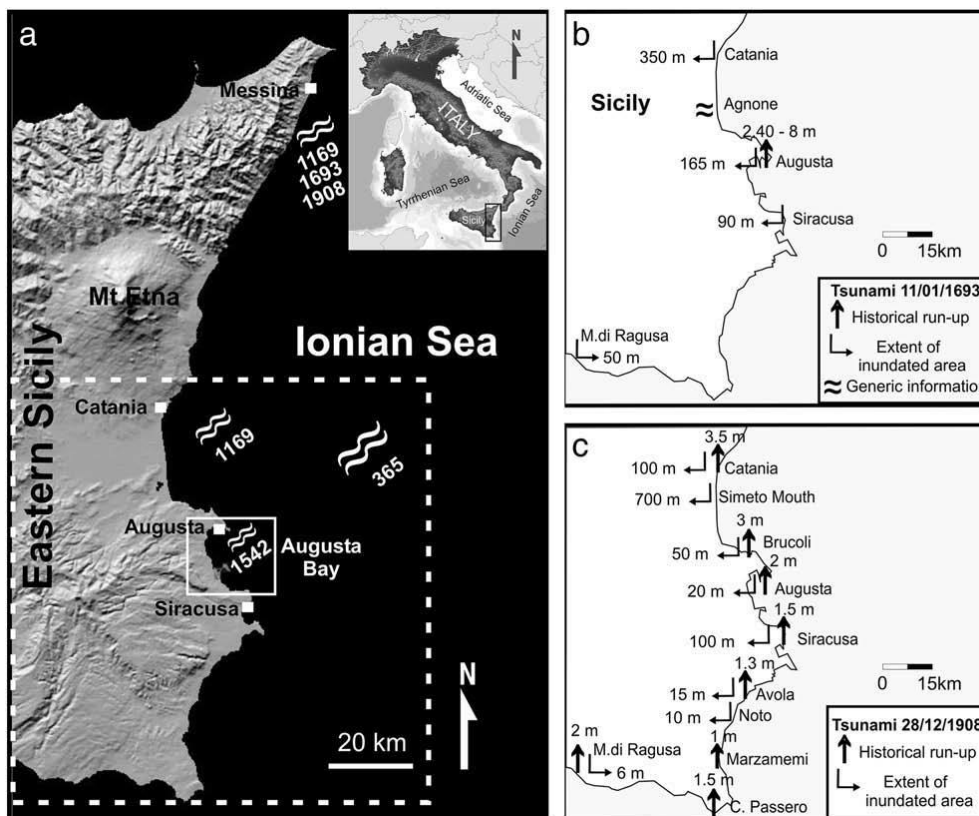 a
Messina
1169
1693
1908
N
ITALY
Adriatic Sea
Tyrrhenian Sea
Ionian Sea
Sicily
Mt.Etna
Ionian Sea
Eastern Sicily
Catania
1169
365
Augusta
1542
Augusta
Bay
Siracusa
N
20 km
b
350 m
Catania
Sicily
Agnone
2.40 - 8 m
165 m
Augusta
90 m
Siracusa
0 15km
M.di Ragusa
50 m
Tsunami 11/01/1693
Historical run-up
Extent of
inundated area
Generic information
c
3.5 m
100 m
Catania
700 m
Simeto Mouth
3 m
50 m
Brucoli
2 m
20 m
Augusta
1.5 m
100 m
Siracusa
1.3 m
15 m
Avola
10 m
Noto
0 15km
1 m
2 m
M.di Ragusa
6 m
Marzamemi
1.5 m
C. Passero
Tsunami 28/12/1908
Historical run-up
Extent of
inundated area